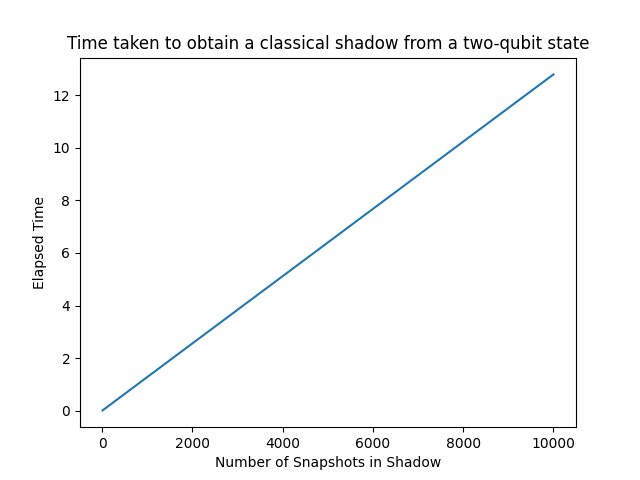 Time taken to obtain a classical shadow from a two-qubit state
12
10
8
6
4
2
0
Elapsed Time
0 2000 4000 6000 8000 10000
Number of Snapshots in Shadow